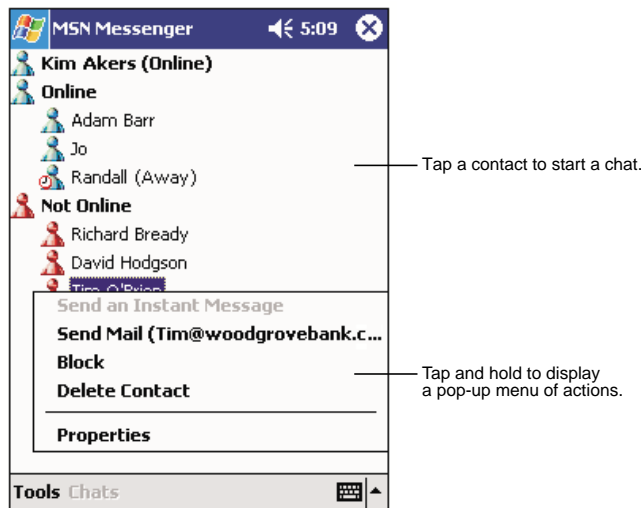 MSN Messenger 5:09
Kim Akers (Online)
Online
Adam Barr
Jo
Randall (Away)
Not Online
Richard Bready
David Hodgson
Tim O'Brien
Send an Instant Message
Send Mail (Tim@woodgrovebank.c...
Block
Delete Contact
Properties
Tools Chats
Tap a contact to start a chat.
Tap and hold to display
a pop-up menu of actions.